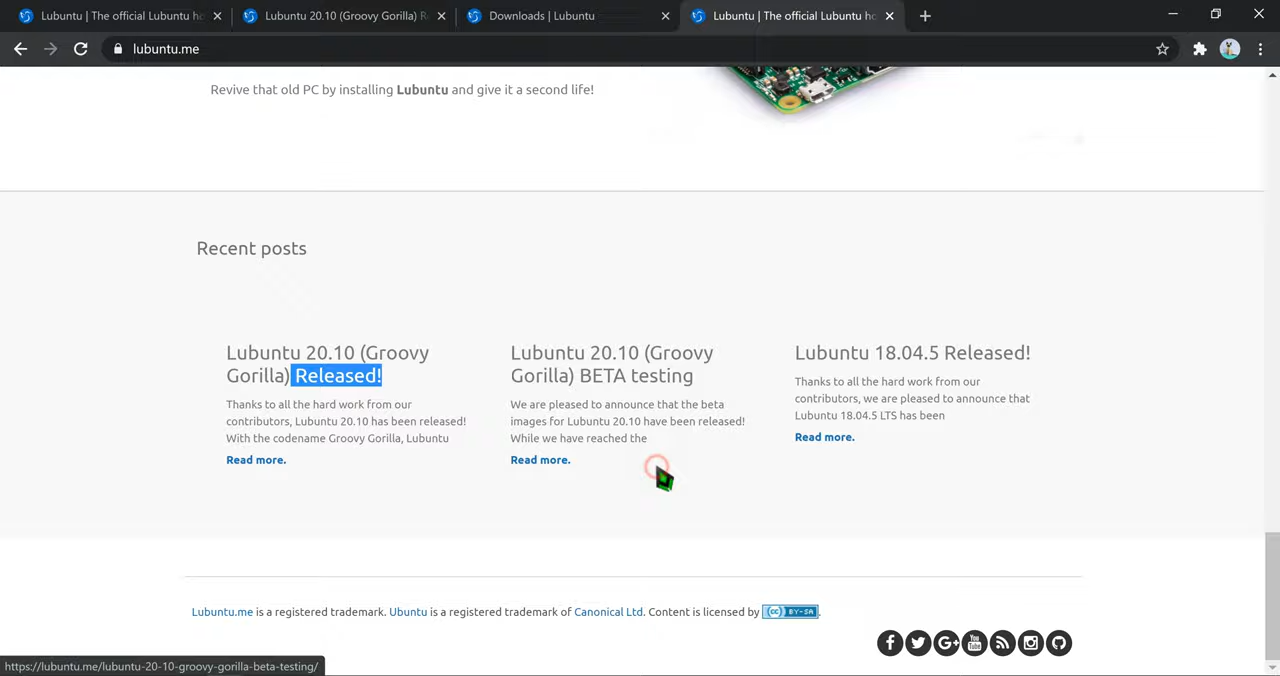 Lubuntu | The official Lubuntu ho
Lubuntu 20.10 (Groovy Gorilla) R
Downloads | Lubuntu
Lubuntu | The official Lubuntu ho
lubuntu.me
Revive that old PC by installing Lubuntu and give it a second life!
Recent posts
Lubuntu 20.10 (Groovy
Gorilla) Released!
Thanks to all the hard work from our
contributors, Lubuntu 20.10 has been released!
With the codename Groovy Gorilla, Lubuntu
Read more.
Lubuntu 20.10 (Groovy
Gorilla) BETA testing
We are pleased to announce that the beta
images for Lubuntu 20.10 have been released!
While we have reached the
Read more.
Lubuntu 18.04.5 Released!
Thanks to all the hard work from our
contributors, we are pleased to announce that
Lubuntu 18.04.5 LTS has been
Read more.
Lubuntu.me is a registered trademark. Ubuntu is a registered trademark of Canonical Ltd. Content is licensed by (cc) BY-SA.
G+ You Tube
https://lubuntu.me/lubuntu-20-10-groovy-gorilla-beta-testing/